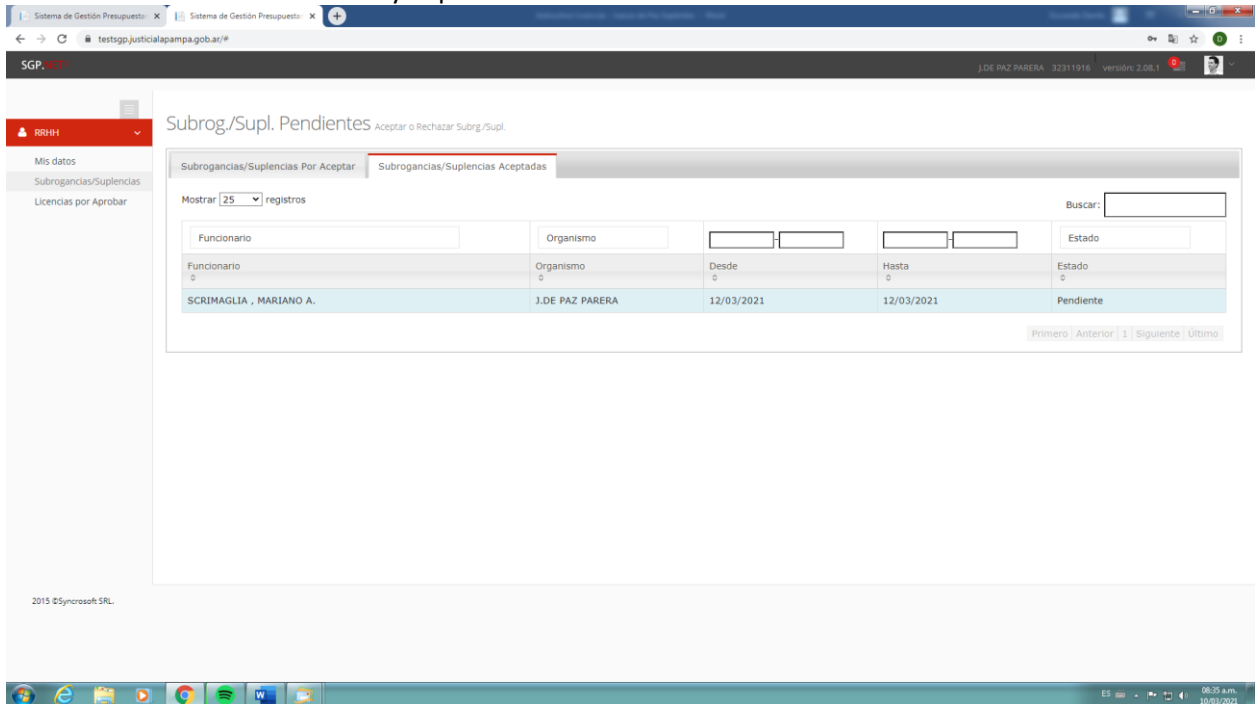 Sistema de Gestión Presupuesta
Sistema de Gestión Presupuesta
testsgp.justicialapampa.gob.ar/#
SGP.
J.DE PAZ PARERA 32311916 versión: 2.08.1 0
RRHH
Mis datos
Subrogancias/Suplencias
Licencias por Aprobar
Subrog./Supl. Pendientes Aceptar o Rechazar Subrg./Supl.
Subrogancias/Suplencias Por Aceptar Subrogancias/Suplencias Aceptadas
Mostrar 25 registros Buscar:
Funcionario Organismo - - Estado
Funcionario Organismo Desde Hasta Estado
SCRIMAGLIA , MARIANO A. J.DE PAZ PARERA 12/03/2021 12/03/2021 Pendiente
Primero Anterior 1 Siguiente Último
2015 ©Syncrosoft SRL.
ES 08:35 a.m.
10/03/2021